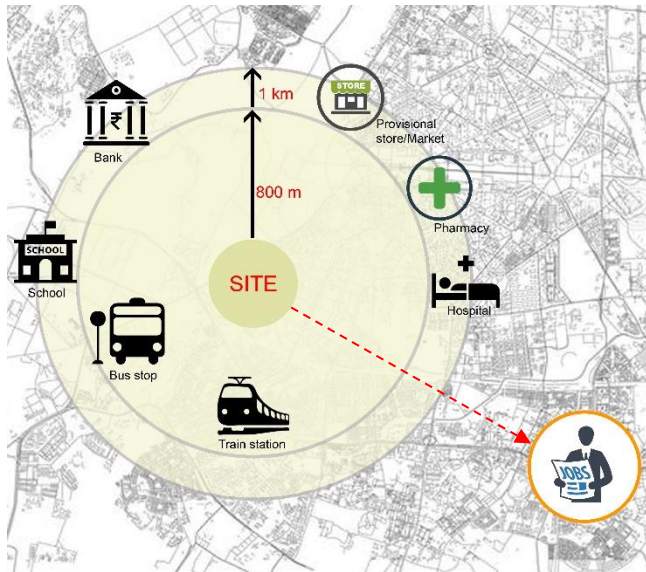 1 km
STORE
Provisional
store/Market
₹
Bank
800 m
Pharmacy
SCHOOL
School
SITE
Hospital
Bus stop
Train station
JOBS